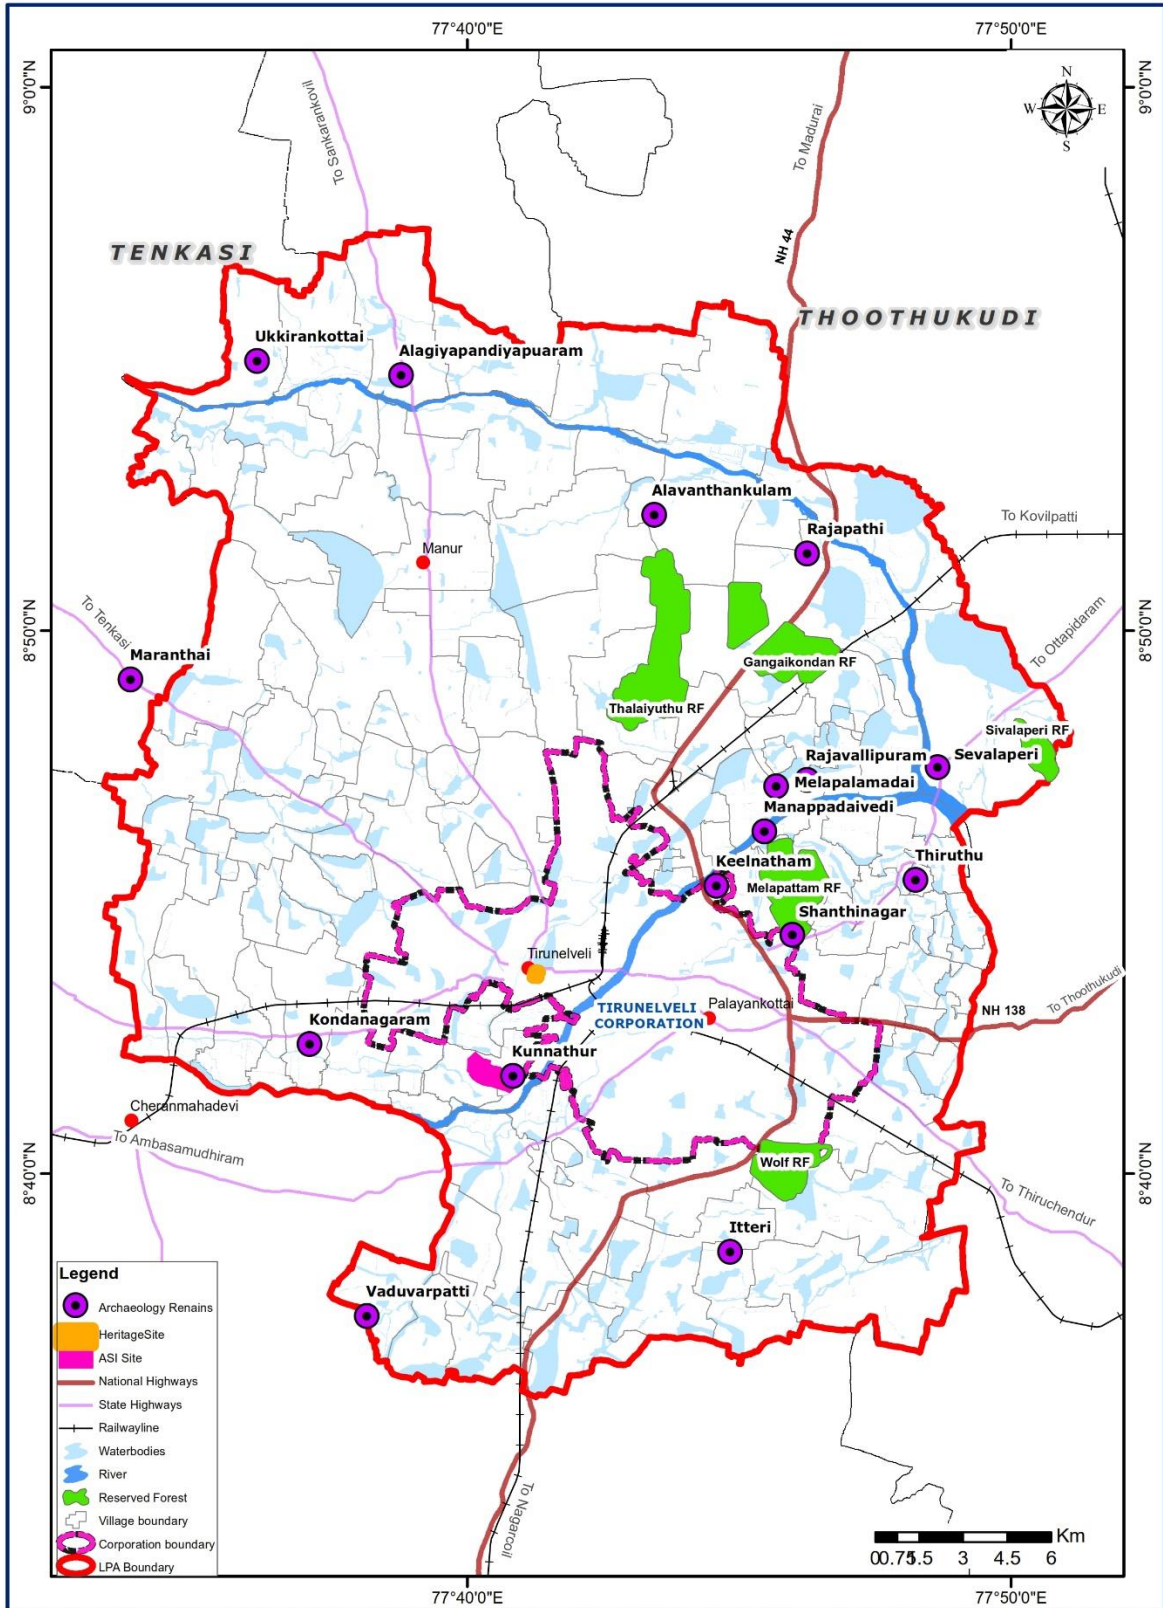 77°40'0"E
77°50'0"E
9°0'0"N
9°0'0"N
N
W
E
S
To Sankarankovil
To Madurai
NH 44
TENKASI
THOOTHUKUDI
Ukkirankottai
Alagiyapandiyapuaram
Alavanthankulam
Rajapathi
To Kovilpatti
Manur
8°50'0"N
8°50'0"N
To Tenkasi
To Ottapidaram
Maranthai
Gangaikondan RF
Thalaiyuthu RF
Sivalaperi RF
Rajavallipuram
Sevalaperi
Melapalamadai
Manappadaivedi
Keelnatham
Thiruthu
Melapattam RF
Shanthinagar
Tirunelveli
To Thoothukudi
TIRUNELVELI
CORPORATION
Palayankottai
NH 138
Kondanagaram
Kunnathur
Cheranmahadevi
To Ambasamudhiram
8°40'0"N
8°40'0"N
Wolf RF
To Thiruchendur
Itteri
Vaduvarpatti
Legend
Archaeology Renains
HeritageSite
ASI Site
National Highways
State Highways
Railwayline
Waterbodies
River
Reserved Forest
Village boundary
Corporation boundary
LPA Boundary
To Nagarcoil
Km
0 0.75 1.5 3 4.5 6
77°40'0"E
77°50'0"E